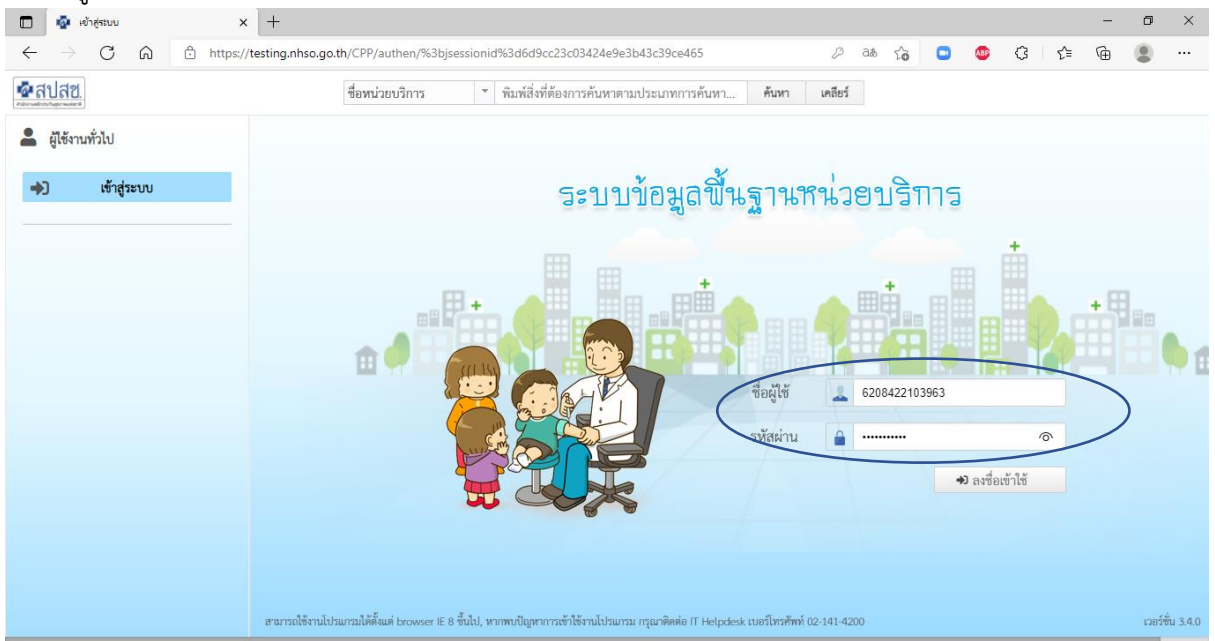 เข้าสู่ระบบ
https://testing.nhso.go.th/CPP/authen/%3bjsessionid%3d6d9cc23c03424e9e3b43c39ce465
สปสช.
ชื่อหน่วยบริการ พิมพ์สิ่งที่ต้องการค้นหาตามประเภทการค้นหา... ค้นหา เคลียร์
ผู้ใช้งานทั่วไป
เข้าสู่ระบบ
ระบบข้อมูลพื้นฐานหน่วยบริการ
ชื่อผู้ใช้ 6208422103963
รหัสผ่าน •••••••••••
ลงชื่อเข้าใช้
สามารถใช้งานโปรแกรมได้ตั้งแต่ browser IE 8 ขึ้นไป, หากพบปัญหาการเข้าใช้งานโปรแกรม กรุณาติดต่อ IT Helpdesk เบอร์โทรศัพท์ 02-141-4200
เวอร์ชั่น 3.4.0